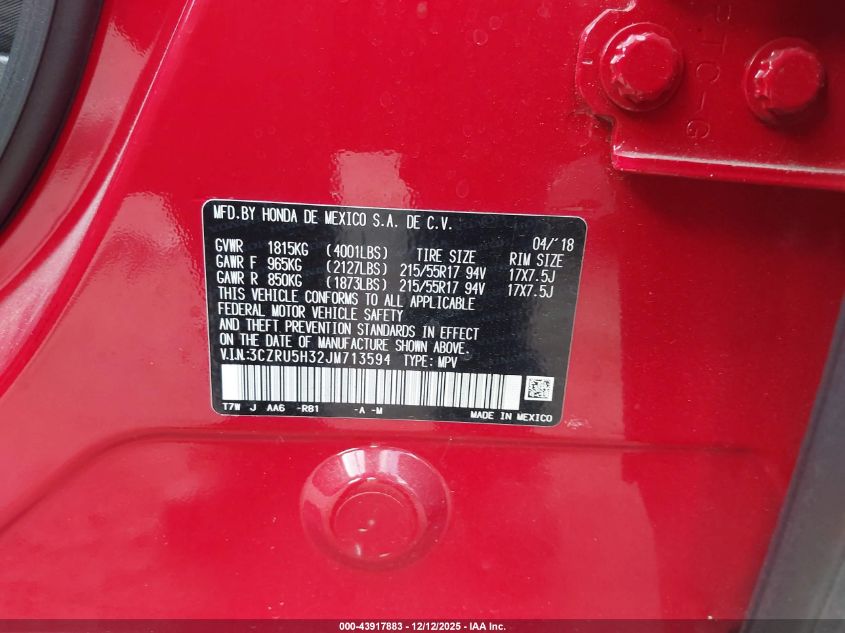 PTC-G
MFD.BY HONDA DE MEXICO S.A. DE C.V.
04/'18
GVWR 1815KG (4001LBS) TIRE SIZE RIM SIZE
GAWR F 965KG (2127LBS) 215/55R17 94V 17X7.5J
GAWR R 850KG (1873LBS) 215/55R17 94V 17X7.5J
THIS VEHICLE CONFORMS TO ALL APPLICABLE
FEDERAL MOTOR VEHICLE SAFETY
AND THEFT PREVENTION STANDARDS IN EFFECT
ON THE DATE OF MANUFACTURE SHOWN ABOVE.
V.I.N.:3CZRU5H32JM713594 TYPE: MPV
T7W J AA6 -R81 -A -M
MADE IN MEXICO
000-43917883 – 12/12/2025 – IAA Inc.